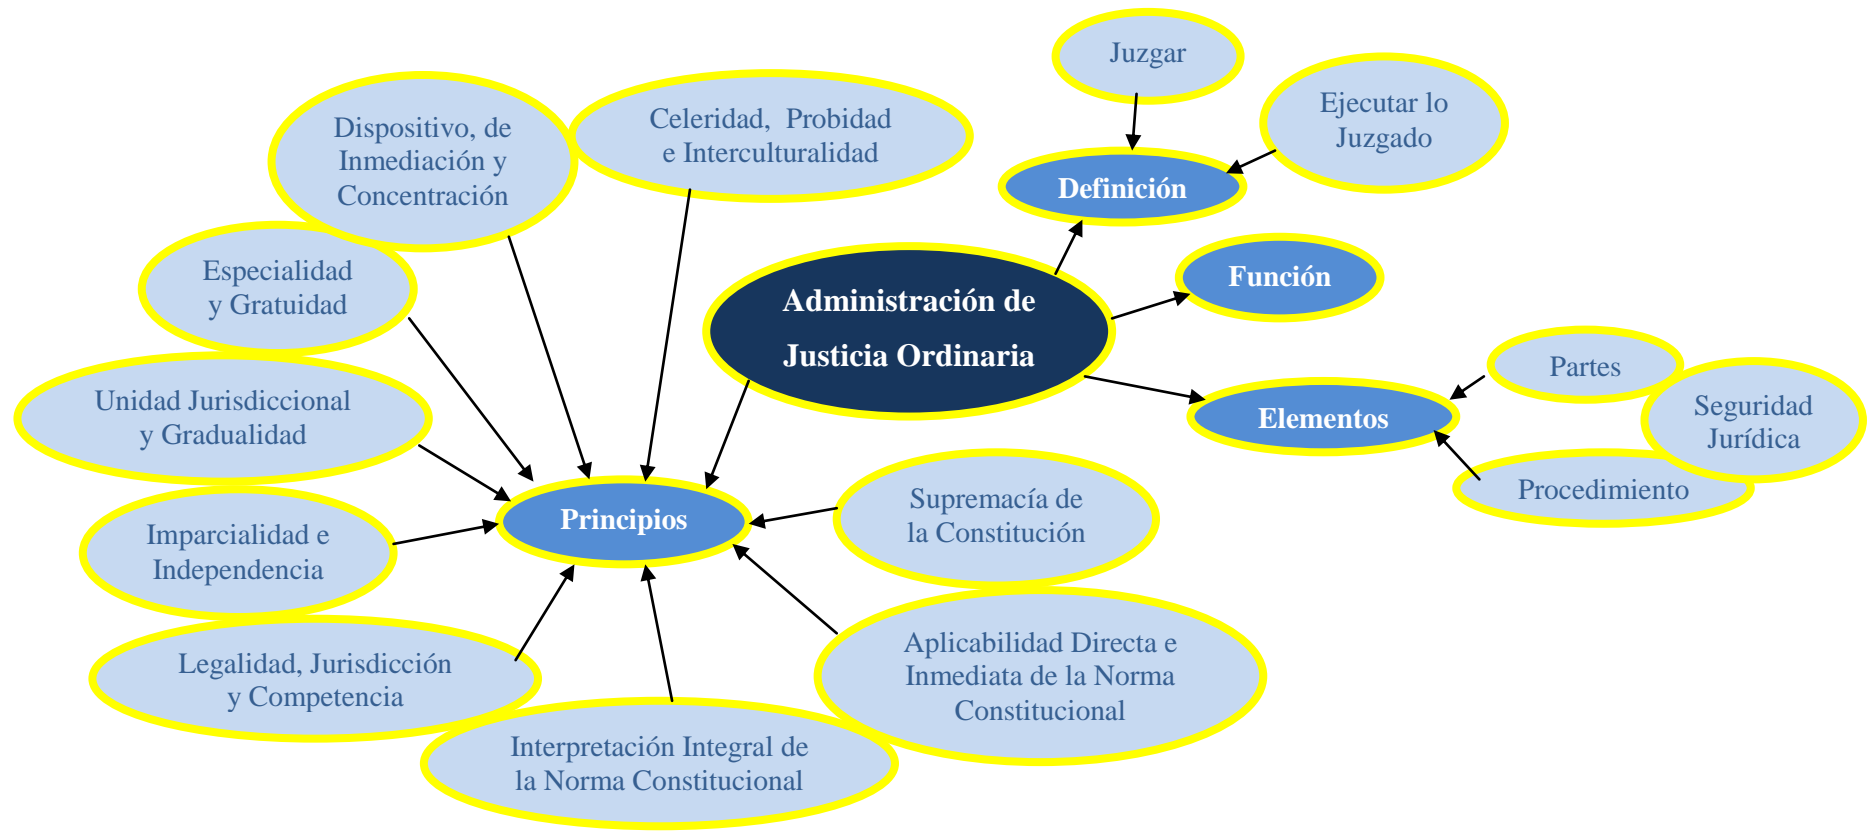 Juzgar
Ejecutar lo
Juzgado
Celeridad,  Probidad
e Interculturalidad
Dispositivo, de
Inmediación y
Concentración
Definición
Especialidad
y Gratuidad
Función
Administración de
Justicia Ordinaria
Partes
Seguridad
Jurídica
Elementos
Unidad Jurisdiccional
y Gradualidad
Procedimiento
Principios
Supremacía de
la Constitución
Imparcialidad e
Independencia
Legalidad, Jurisdicción
y Competencia
Aplicabilidad Directa e
Inmediata de la Norma
Constitucional
Interpretación Integral de
la Norma Constitucional